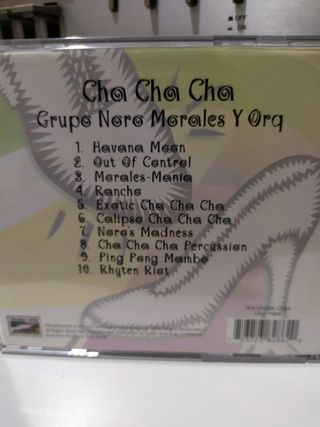 OFF
ON
Cha Cha Cha
Grupo Noro Morales Y Orq
1. Havana Moon
2. Out Of Control
3. Morales-Mania
4. Rancho
5. Exotic Cha Cha Cha
6. Calipso Cha Cha Cha
7. Noro's Madness
8. Cha Cha Cha Percussion
9. Ping Pong Mambo
10. Rhyten Riot